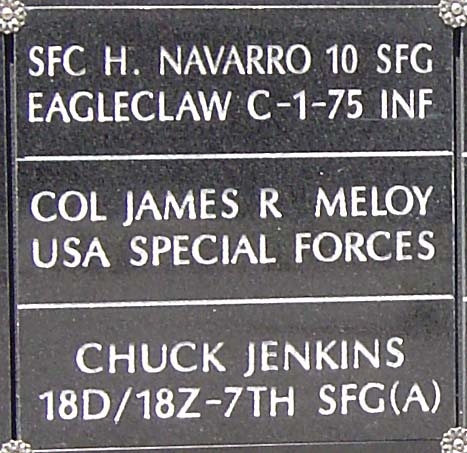 SFC H. NAVARRO 10 SFG
EAGLECLAW C-1-75 INF
COL JAMES R MELOY
USA SPECIAL FORCES
CHUCK JENKINS
18D/18Z-7TH SFG(A)